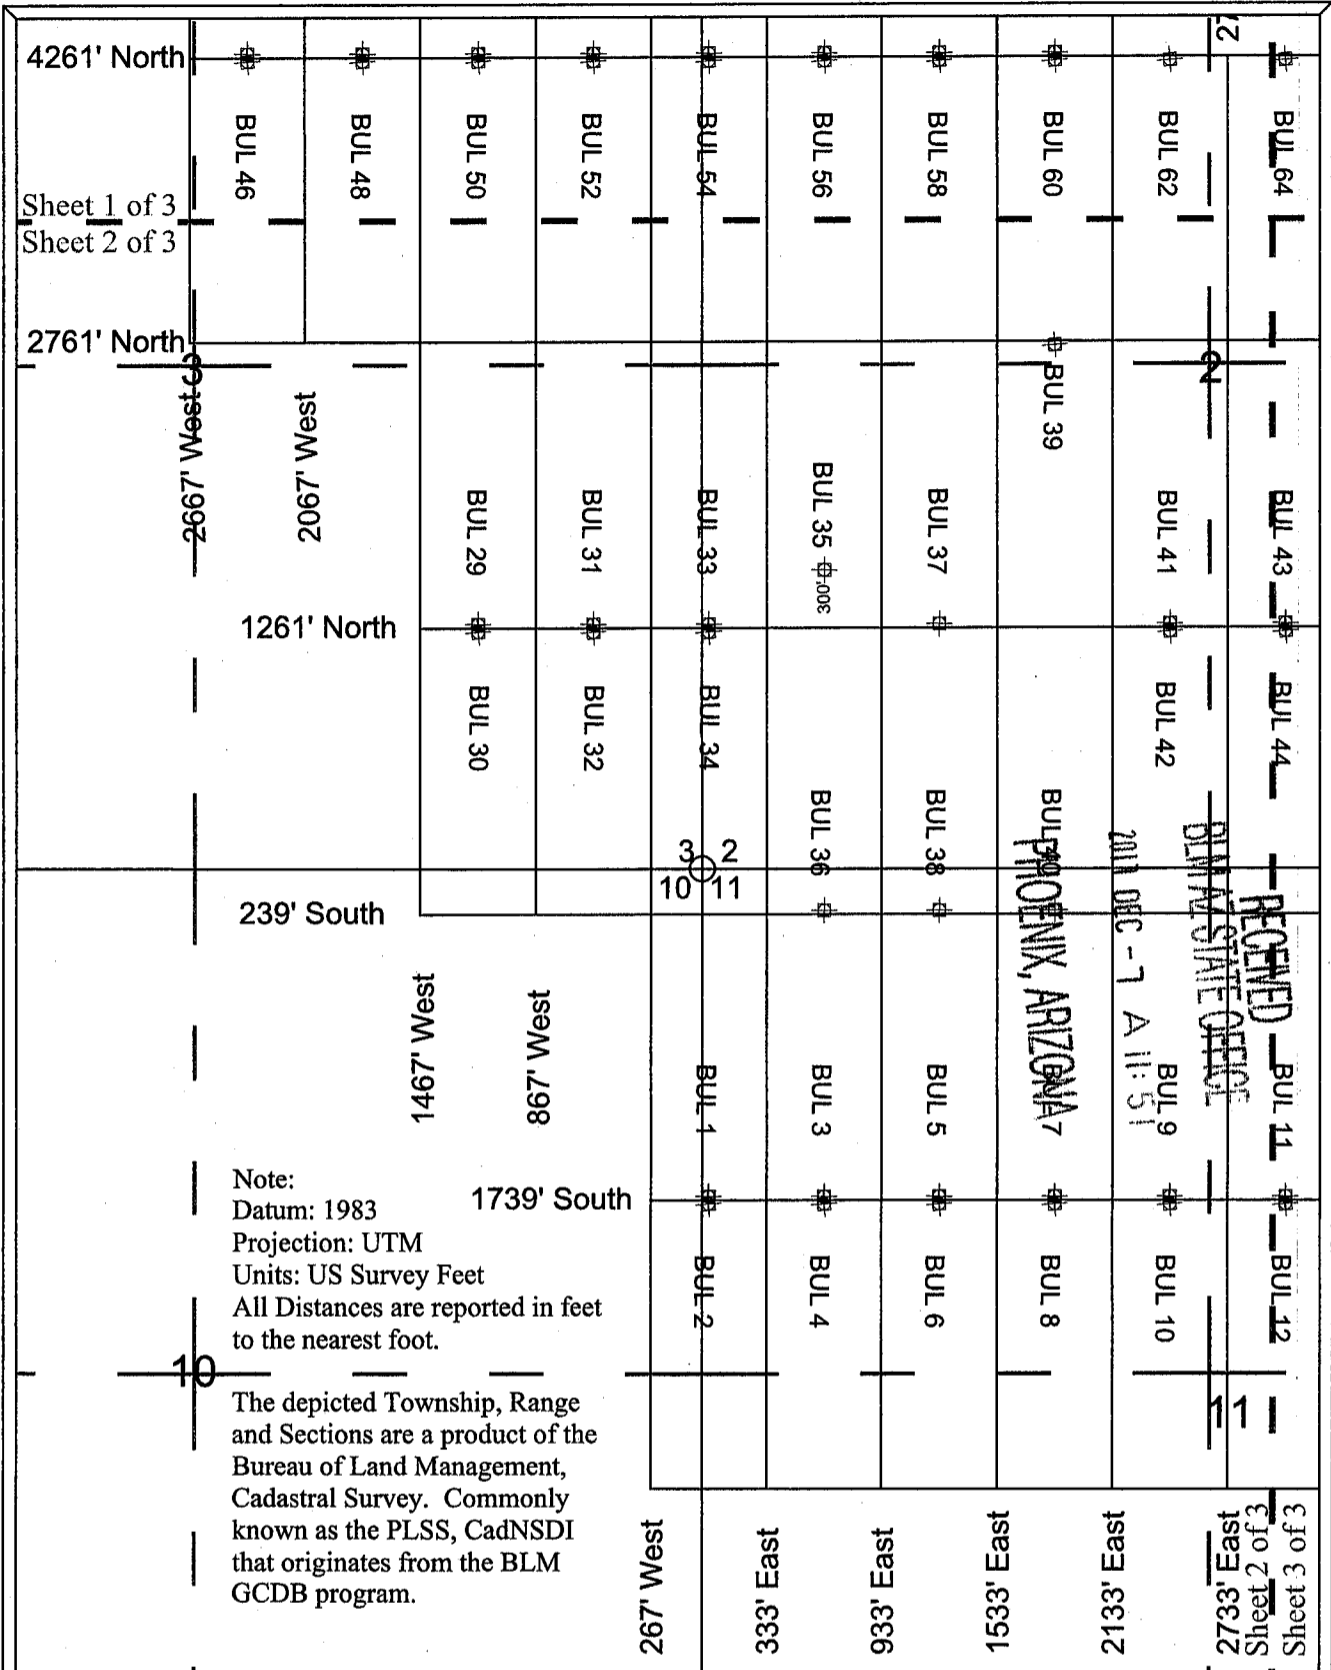 27
4261' North
BUL 46
BUL 48
BUL 50
BUL 52
BUL 54
BUL 56
BUL 58
BUL 60
BUL 62
BUL 64
Sheet 1 of 3
Sheet 2 of 3
2761' North
3
2
BUL 39
2667' West
2067' West
BUL 29
BUL 31
BUL 33
BUL 35
300'
BUL 37
BUL 41
BUL 43
1261' North
BUL 30
BUL 32
BUL 34
BUL 36
BUL 38
BUL 40
BUL 42
BUL 44
3 2
10 11
239' South
RECEIVED
BLM AZ STATE OFFICE
2017 DEC -7 A 11:51
PHOENIX, ARIZONA
1467' West
867' West
BUL 1
BUL 3
BUL 5
BUL 7
BUL 9
BUL 11
1739' South
BUL 2
BUL 4
BUL 6
BUL 8
BUL 10
BUL 12
Note:
Datum: 1983
Projection: UTM
Units: US Survey Feet
All Distances are reported in feet
to the nearest foot.
10
11
The depicted Township, Range
and Sections are a product of the
Bureau of Land Management,
Cadastral Survey. Commonly
known as the PLSS, CadNSDI
that originates from the BLM
GCDB program.
267' West
333' East
933' East
1533' East
2133' East
2733' East
Sheet 2 of 3
Sheet 3 of 3